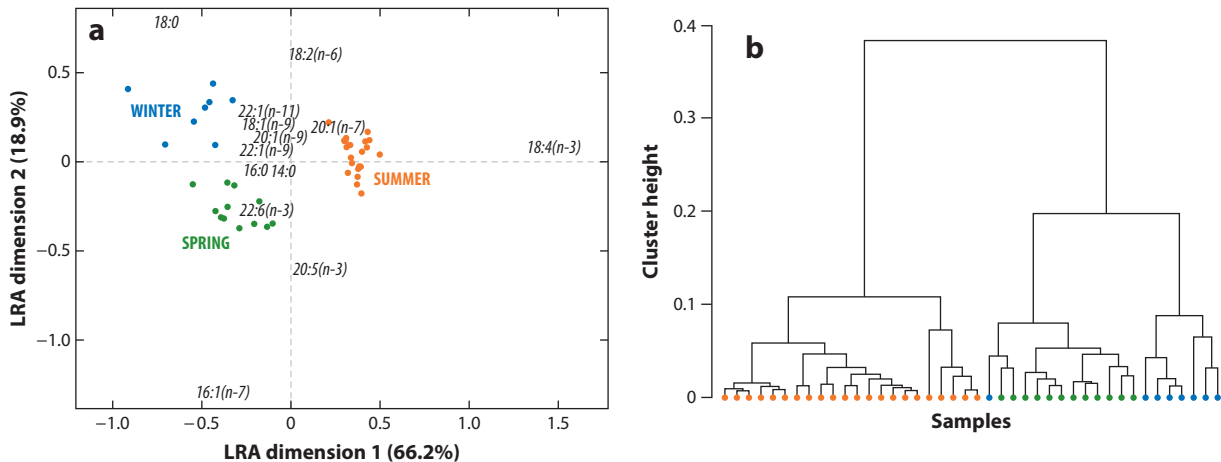 a
18:0
18:2(n-6)
0.5
WINTER
22:1(n-11)
18:1(n-9)
20:1(n-7)
20:1(n-9)
22:1(n-9)
18:4(n-3)
0
16:0 14:0
SUMMER
22:6(n-3)
SPRING
−0.5
20:5(n-3)
−1.0
16:1(n-7)
−1.0 −0.5 0 0.5 1.0 1.5
LRA dimension 1 (66.2%)
LRA dimension 2 (18.9%)
b
0.4
0.3
0.2
0.1
0
Cluster height
Samples